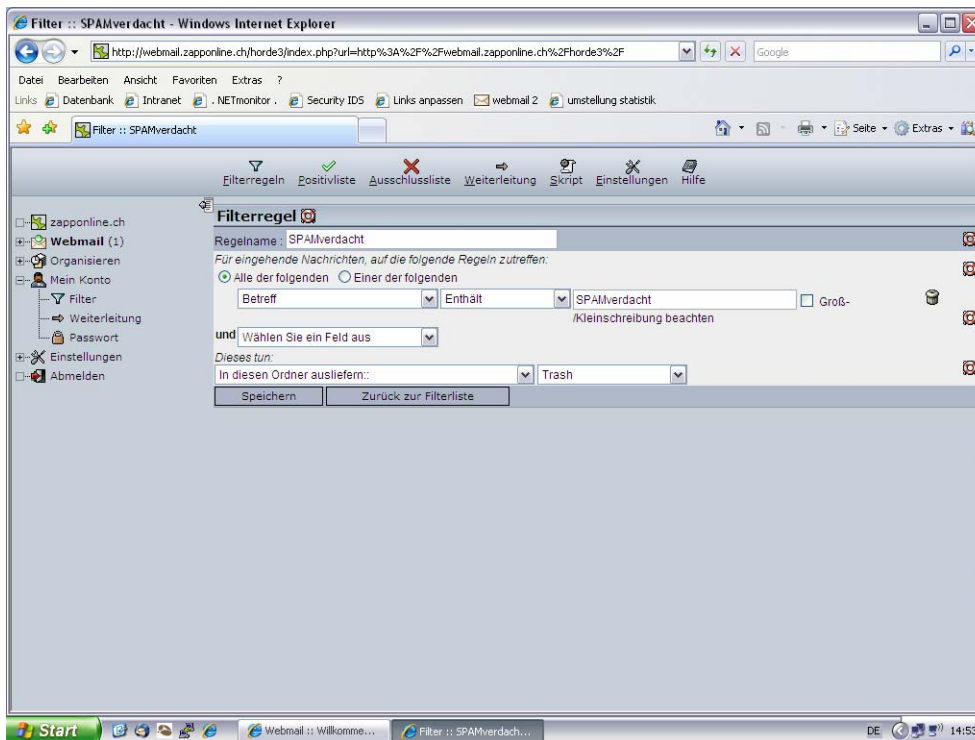 Filter :: SPAMverdacht - Windows Internet Explorer
http://webmail.zapponline.ch/horde3/index.php?url=http%3A%2F%2Fwebmail.zapponline.ch%2Fhorde3%2F
Google
Datei Bearbeiten Ansicht Favoriten Extras ?
Links Datenbank Intranet . NETmonitor . Security IDS Links anpassen webmail 2 umstellung statistik
Filter :: SPAMverdacht
Seite Extras
Filterregeln Positivliste Ausschlussliste Weiterleitung Skript Einstellungen Hilfe
zapponline.ch
Webmail (1)
Organisieren
Mein Konto
Filter
Weiterleitung
Passwort
Einstellungen
Abmelden
Filterregel
Regelname : SPAMverdacht
Für eingehende Nachrichten, auf die folgende Regeln zutreffen:
Alle der folgenden Einer der folgenden
Betreff Enthält SPAMverdacht Groß-
/Kleinschreibung beachten
und Wählen Sie ein Feld aus
Dieses tun:
In diesen Ordner ausliefern:: Trash
Speichern Zurück zur Filterliste
Start Webmail :: Willkomme... Filter :: SPAMverdach... DE 14:53